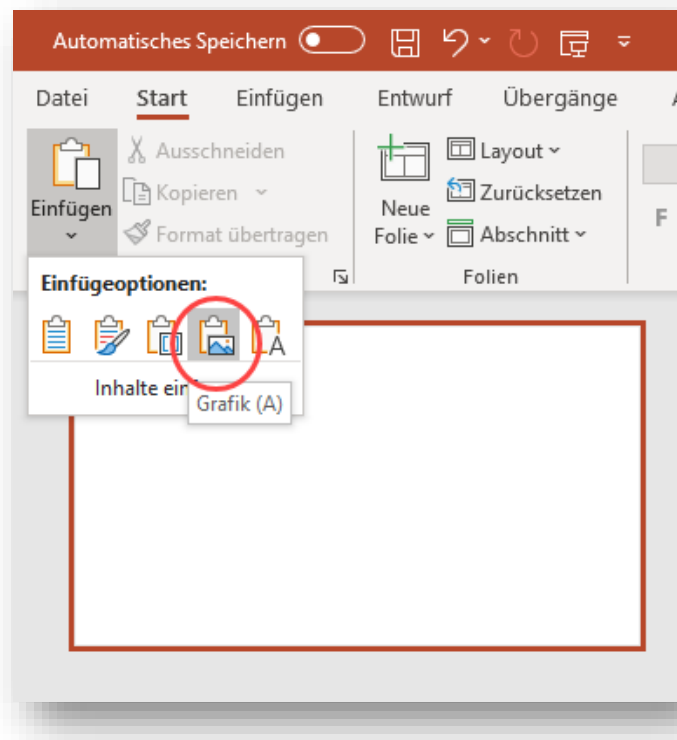 Automatisches Speichern
Datei Start Einfügen Entwurf Übergänge
Einfügen
Ausschneiden
Kopieren
Format übertragen
Neue
Folie
Layout
Zurücksetzen
Abschnitt
F
Folien
Einfügeoptionen:
A
Inhalte
Grafik (A)